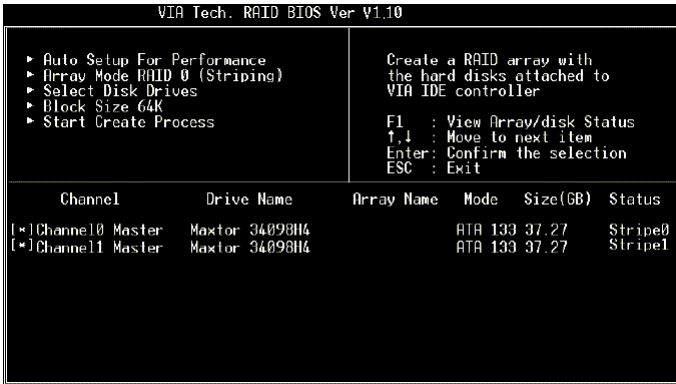 VIA Tech. RAID BIOS Ver V1.10
► Auto Setup For Performance
► Array Mode RAID 0 (Striping)
► Select Disk Drives
► Block Size 64K
► Start Create Process
Create a RAID array with
the hard disks attached to
VIA IDE controller
F1 : View Array/disk Status
↑,↓ : Move to next item
Enter: Confirm the selection
ESC : Exit
Channel Drive Name Array Name Mode Size(GB) Status
[*]Channel0 Master Maxtor 34098H4 ATA 133 37.27 Stripe0
[*]Channel1 Master Maxtor 34098H4 ATA 133 37.27 Stripe1